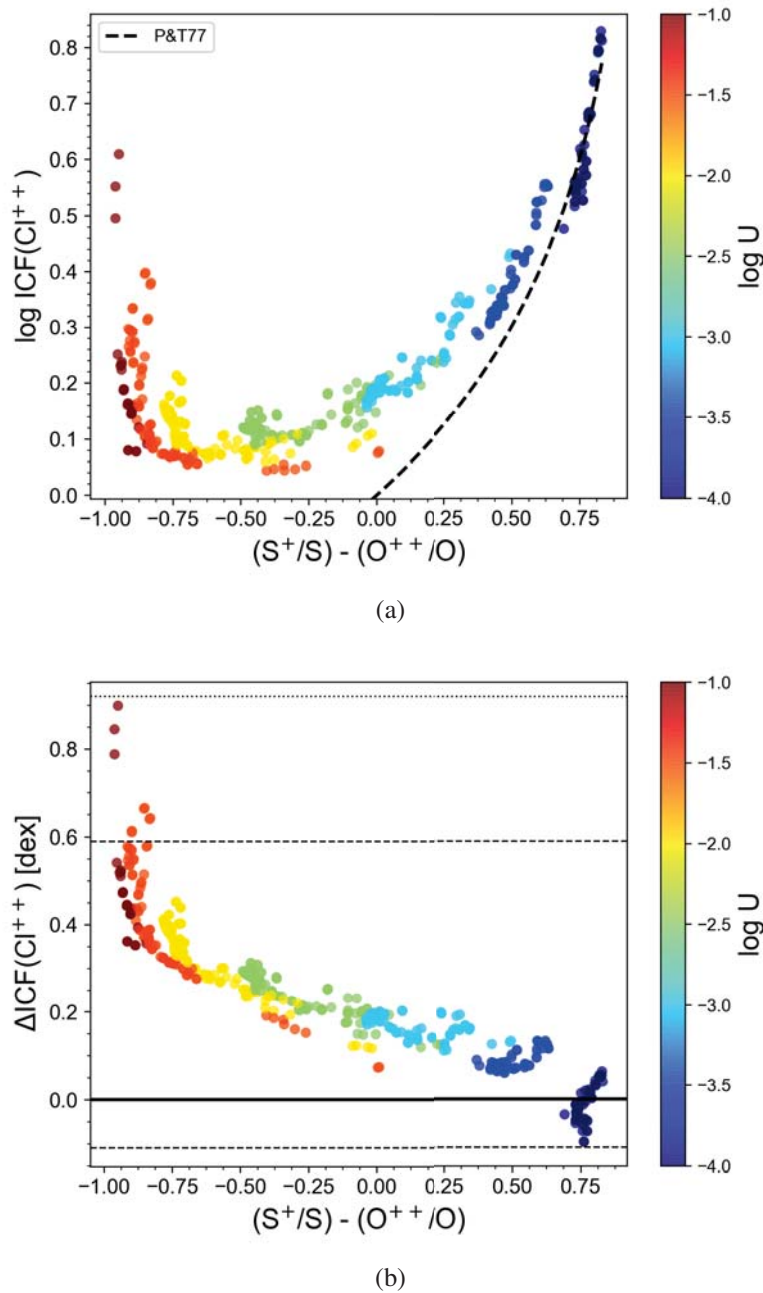 P&T77
0.8
0.7
0.6
0.5
0.4
0.3
0.2
0.1
0.0
log ICF(Cl⁺⁺)
−1.00 −0.75 −0.50 −0.25 0.00 0.25 0.50 0.75
(S⁺/S) - (O⁺⁺/O)
−1.0
−1.5
−2.0
−2.5
−3.0
−3.5
−4.0
log U
(a)
0.8
0.6
0.4
0.2
0.0
ΔICF(Cl⁺⁺) [dex]
−1.00 −0.75 −0.50 −0.25 0.00 0.25 0.50 0.75
(S⁺/S) - (O⁺⁺/O)
−1.0
−1.5
−2.0
−2.5
−3.0
−3.5
−4.0
log U
(b)